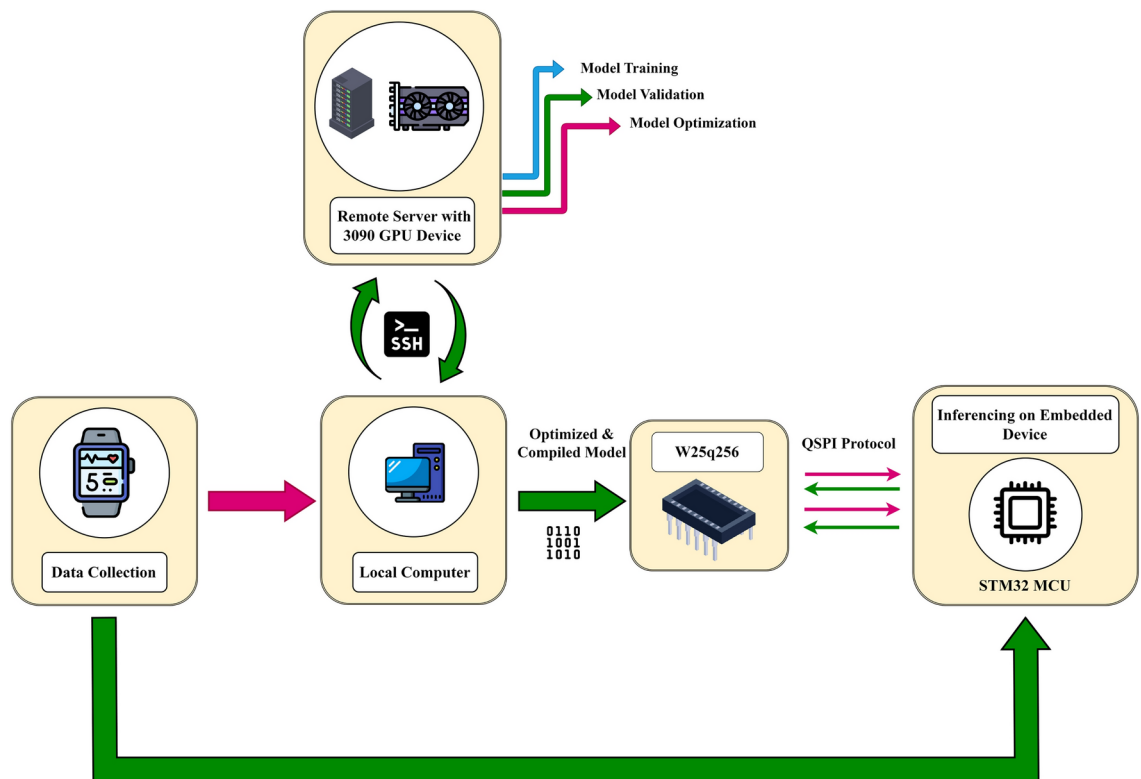 Model Training
Model Validation
Model Optimization
Remote Server with
3090 GPU Device
>_
SSH
Data Collection
5
Local Computer
Optimized &
Compiled Model
0110
1001
1010
W25q256
QSPI Protocol
Inferencing on Embedded
Device
STM32 MCU